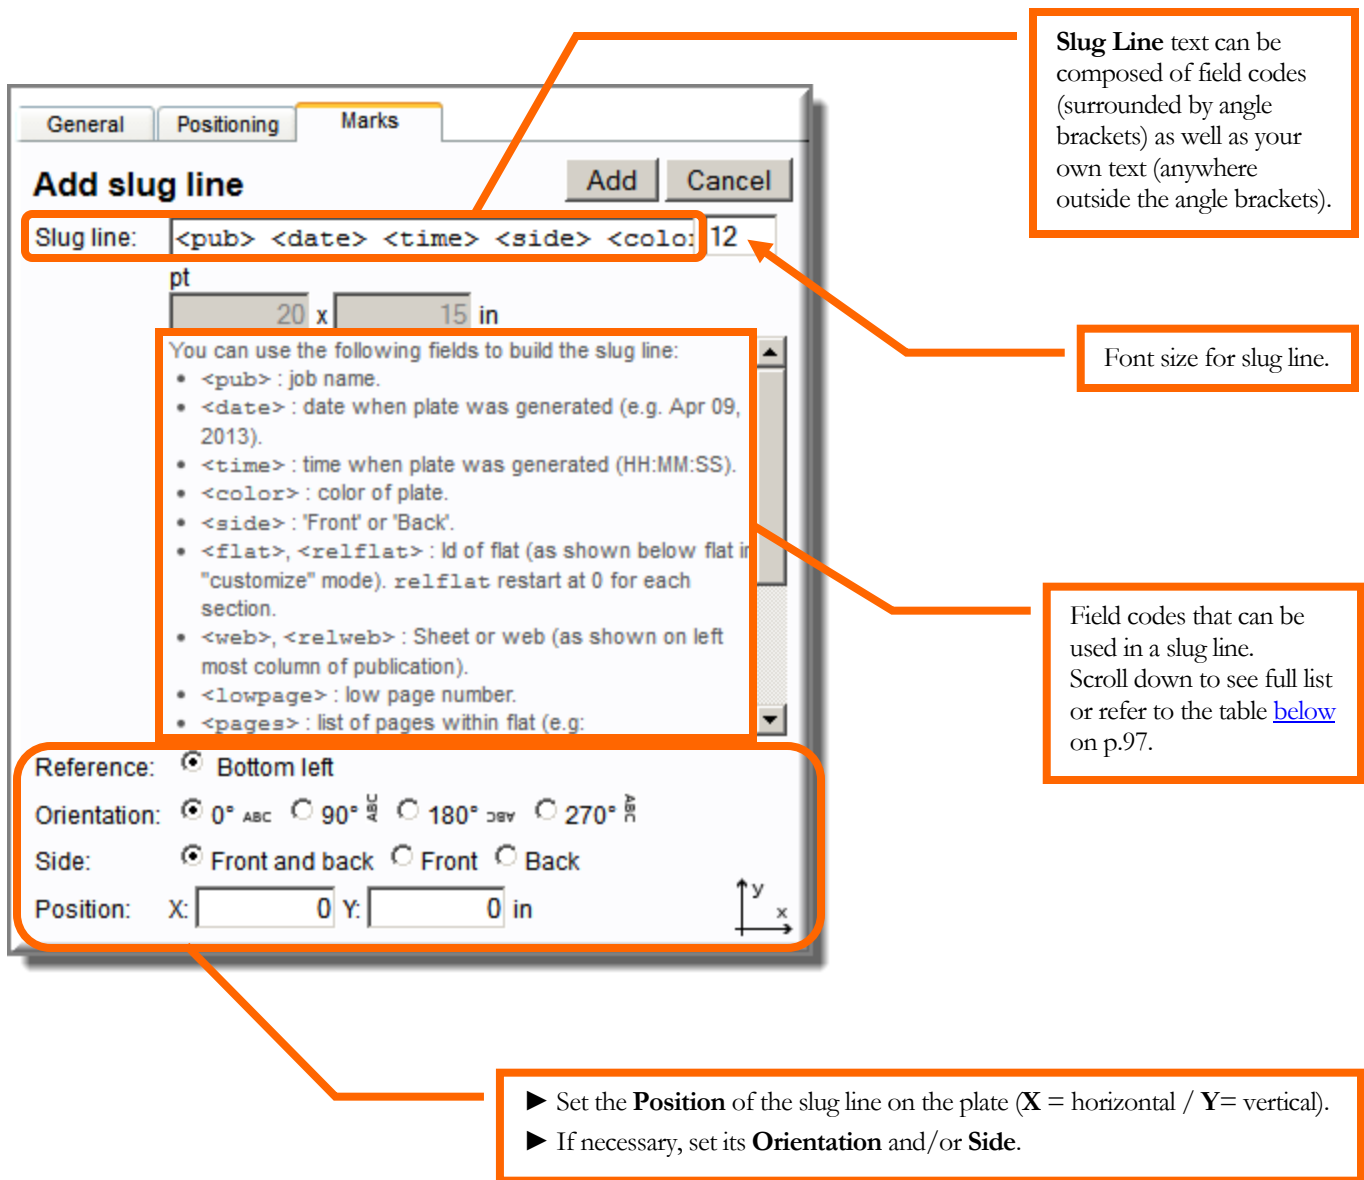 Slug Line text can be
composed of field codes
(surrounded by angle
brackets) as well as your
own text (anywhere
outside the angle brackets).
General Positioning Marks
Add slug line Add Cancel
Slug line: <pub> <date> <time> <side> <color 12
pt
20 x 15 in
Font size for slug line.
You can use the following fields to build the slug line:
• <pub> : job name.
• <date> : date when plate was generated (e.g. Apr 09,
2013).
• <time> : time when plate was generated (HH:MM:SS).
• <color> : color of plate.
• <side> : 'Front' or 'Back'.
• <flat>, <relflat> : Id of flat (as shown below flat in
"customize" mode). relflat restart at 0 for each
section.
• <web>, <relweb> : Sheet or web (as shown on left
most column of publication).
• <lowpage> : low page number.
• <pages> : list of pages within flat (e.g:
Field codes that can be
used in a slug line.
Scroll down to see full list
or refer to the table below
on p.97.
Reference: Bottom left
Orientation: 0° ABC 90° ABC 180° ABC 270° ABC
Side: Front and back Front Back
Position: X: 0 Y: 0 in
y
x
► Set the Position of the slug line on the plate (X = horizontal / Y= vertical).
► If necessary, set its Orientation and/or Side.